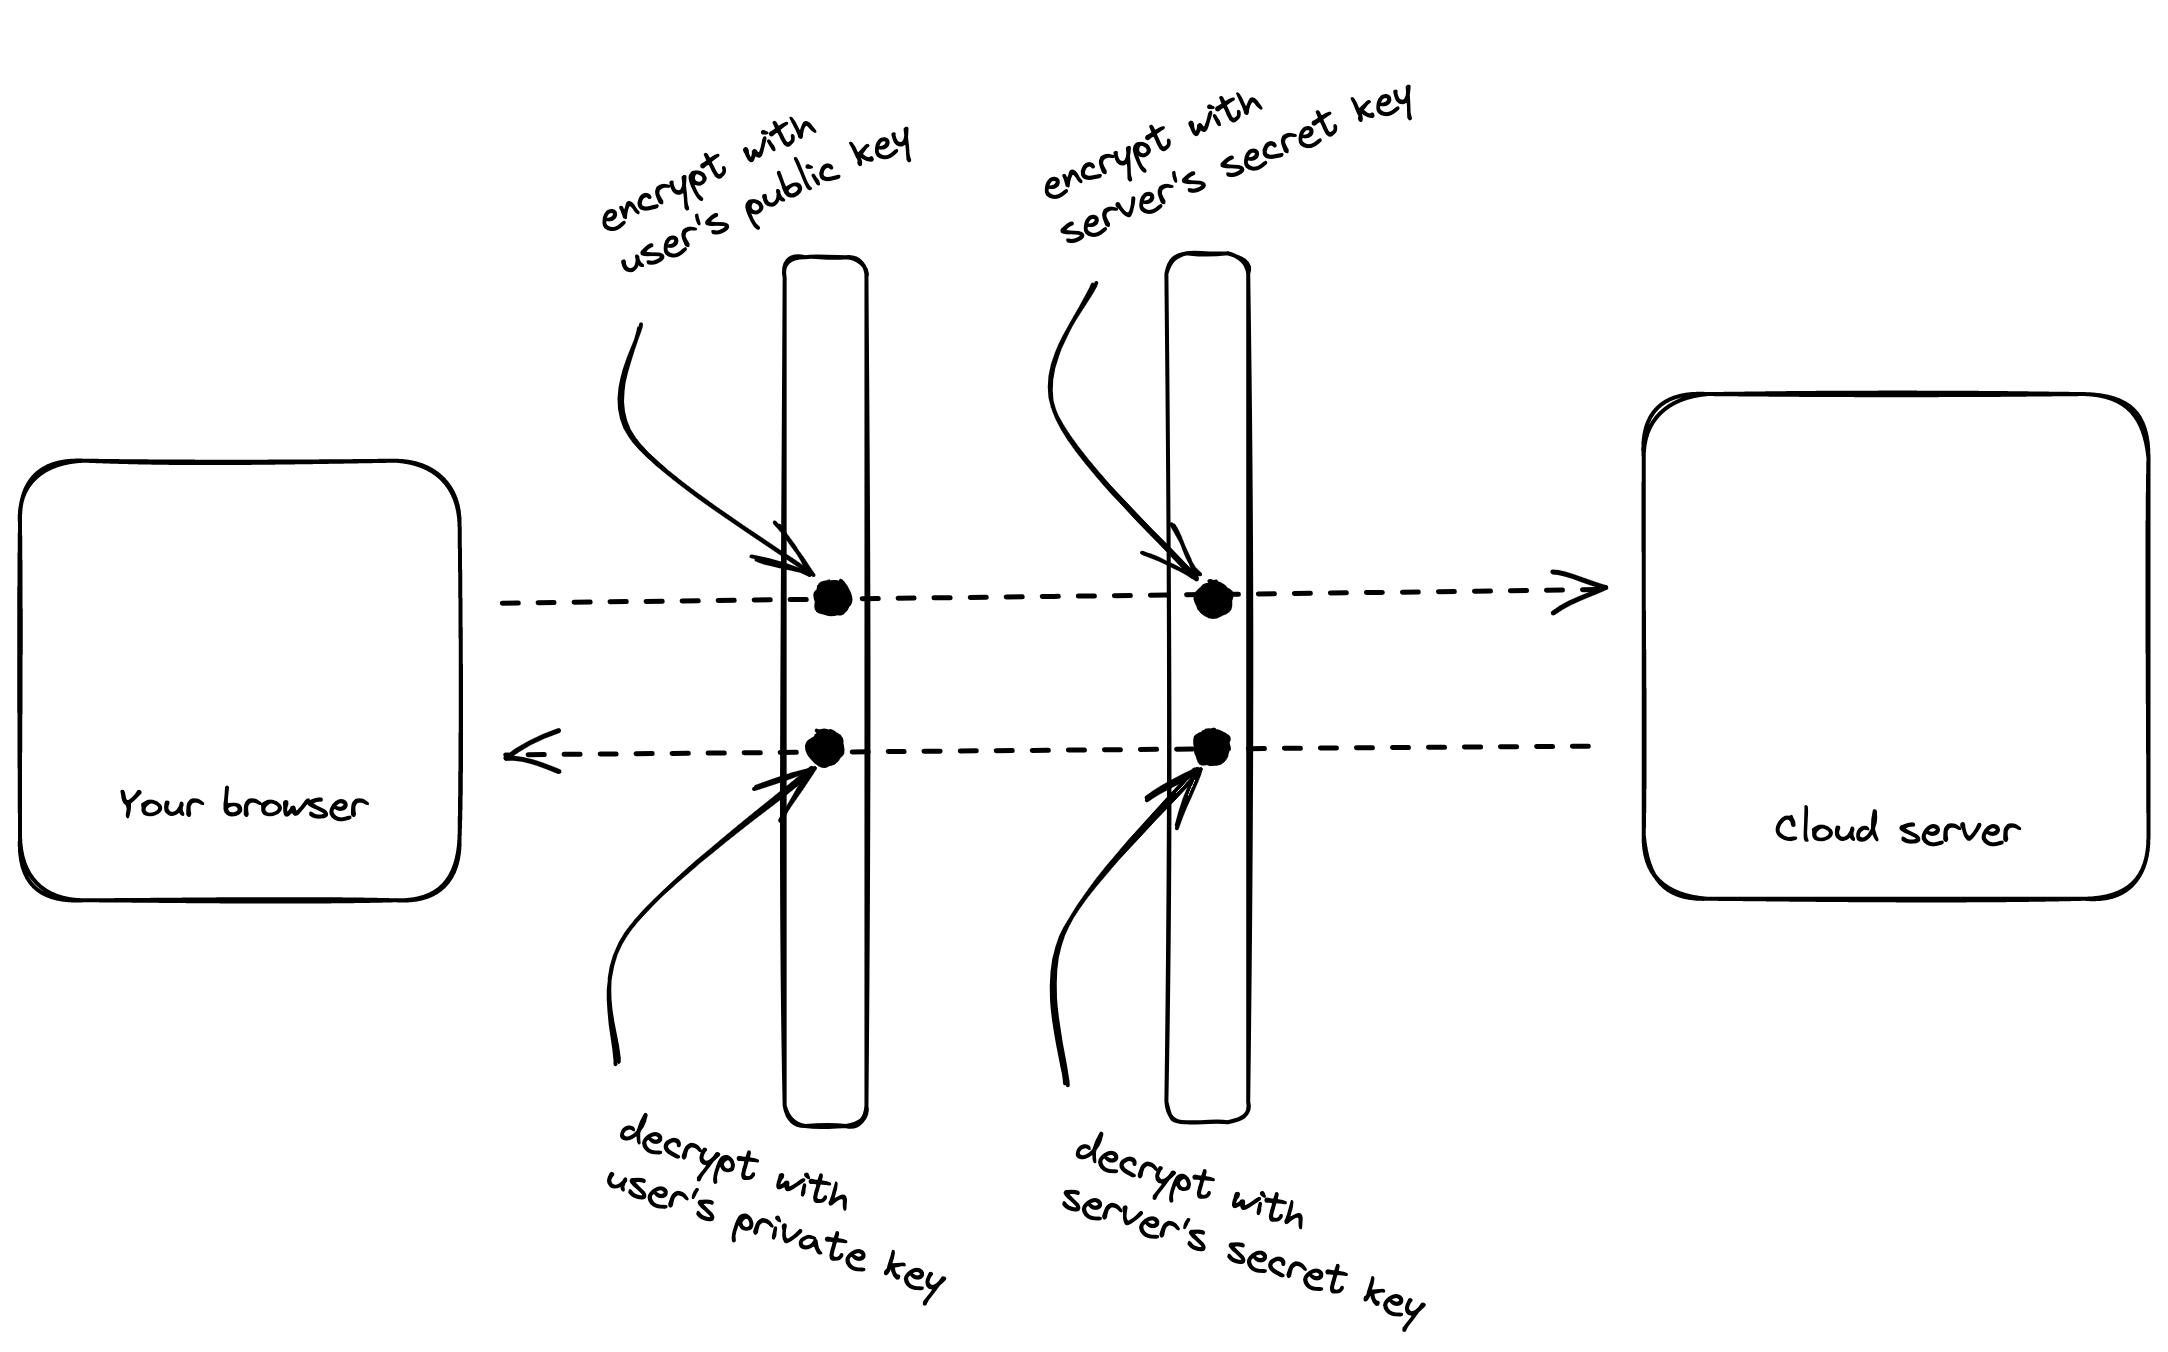 encrypt with
user's public key
encrypt with
server's secret key
Your browser
Cloud server
decrypt with
user's private key
decrypt with
server's secret key